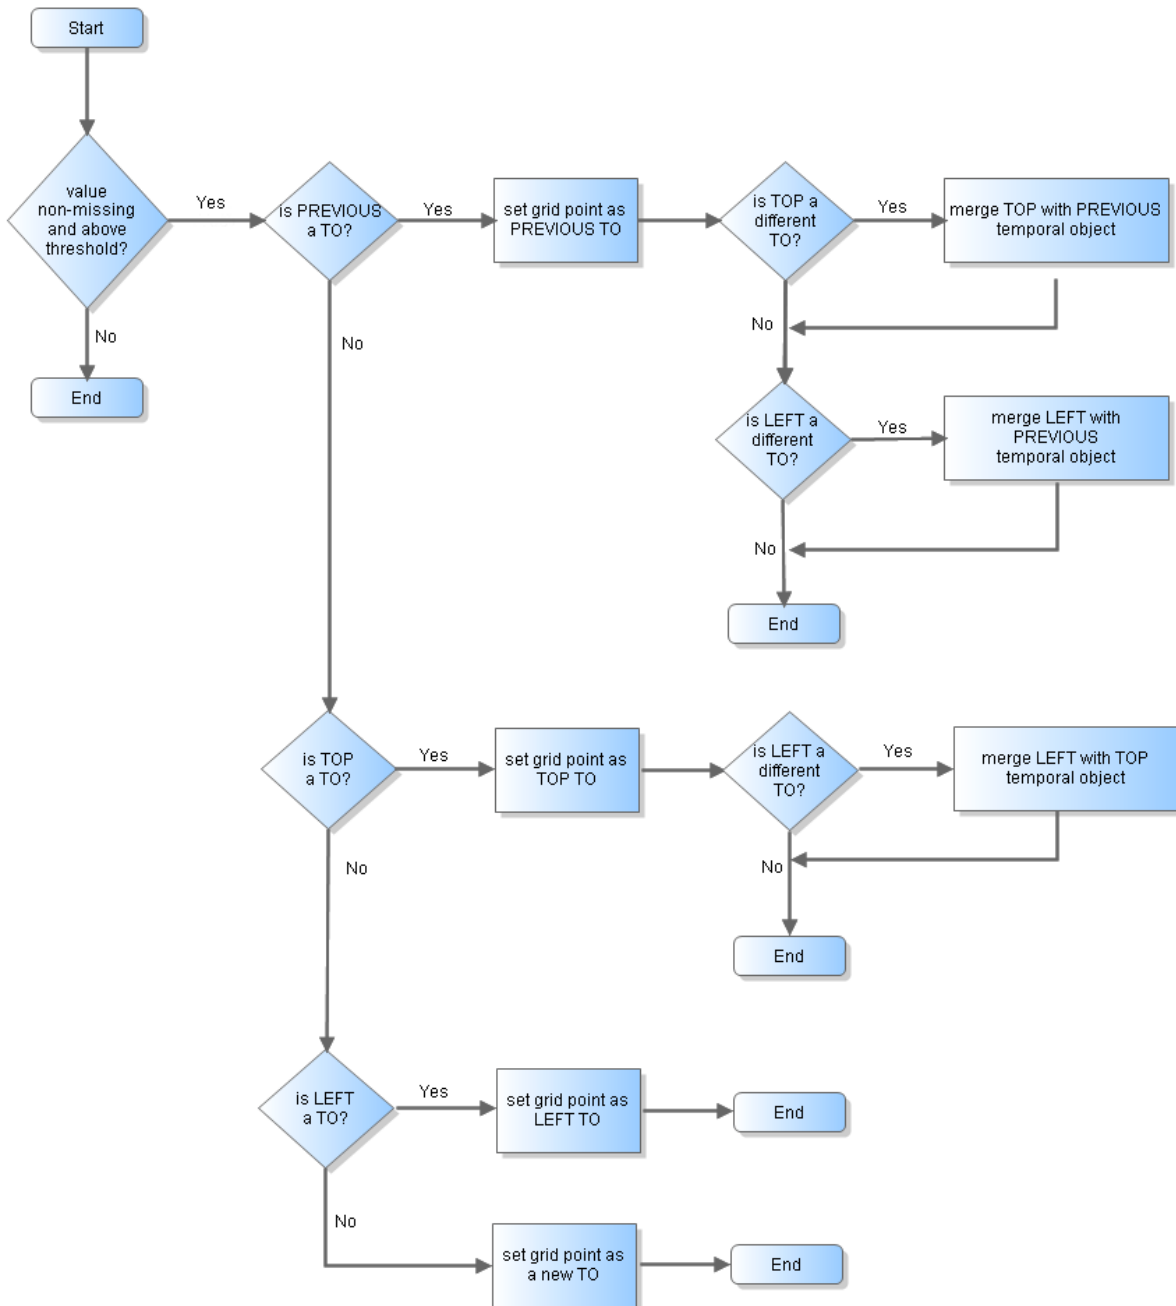 Start
value
non-missing
and above
threshold?
Yes
is PREVIOUS
a TO?
Yes
set grid point as
PREVIOUS TO
is TOP a
different
TO?
Yes
merge TOP with PREVIOUS
temporal object
No
End
No
No
is LEFT a
different
TO?
Yes
merge LEFT with
PREVIOUS
temporal object
No
End
is TOP
a TO?
Yes
set grid point as
TOP TO
is LEFT a
different
TO?
Yes
merge LEFT with TOP
temporal object
No
No
End
is LEFT
a TO?
Yes
set grid point as
LEFT TO
End
No
set grid point as
a new TO
End